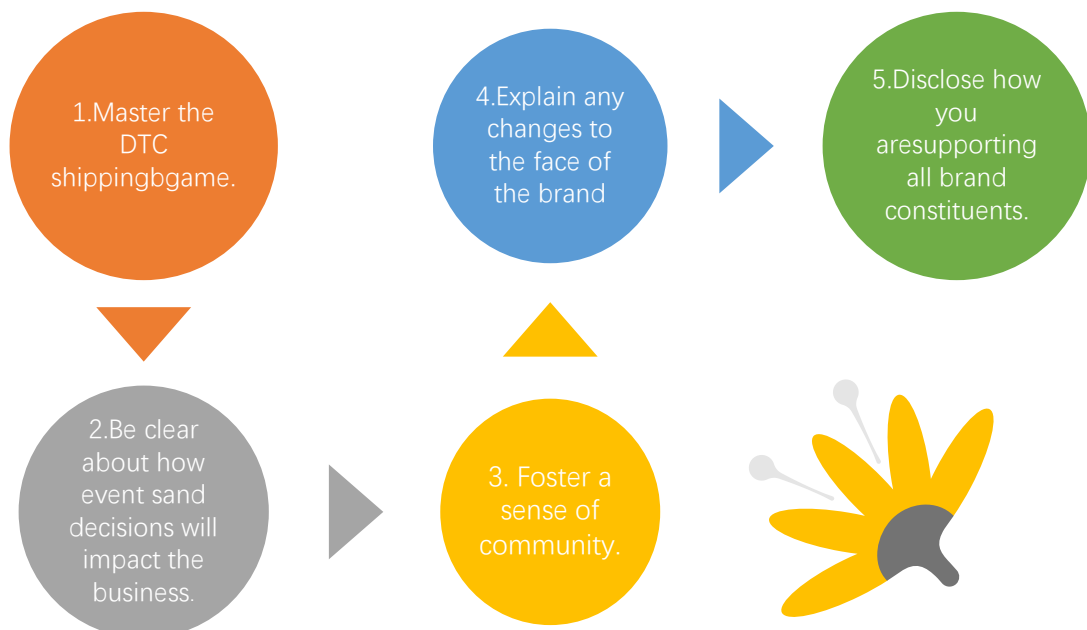 1.Master the
DTC
shippingbgame.
2.Be clear
about how
event sand
decisions will
impact the
business.
3. Foster a
sense of
community.
4.Explain any
changes to
the face of
the brand
5.Disclose how
you
aresupporting
all brand
constituents.